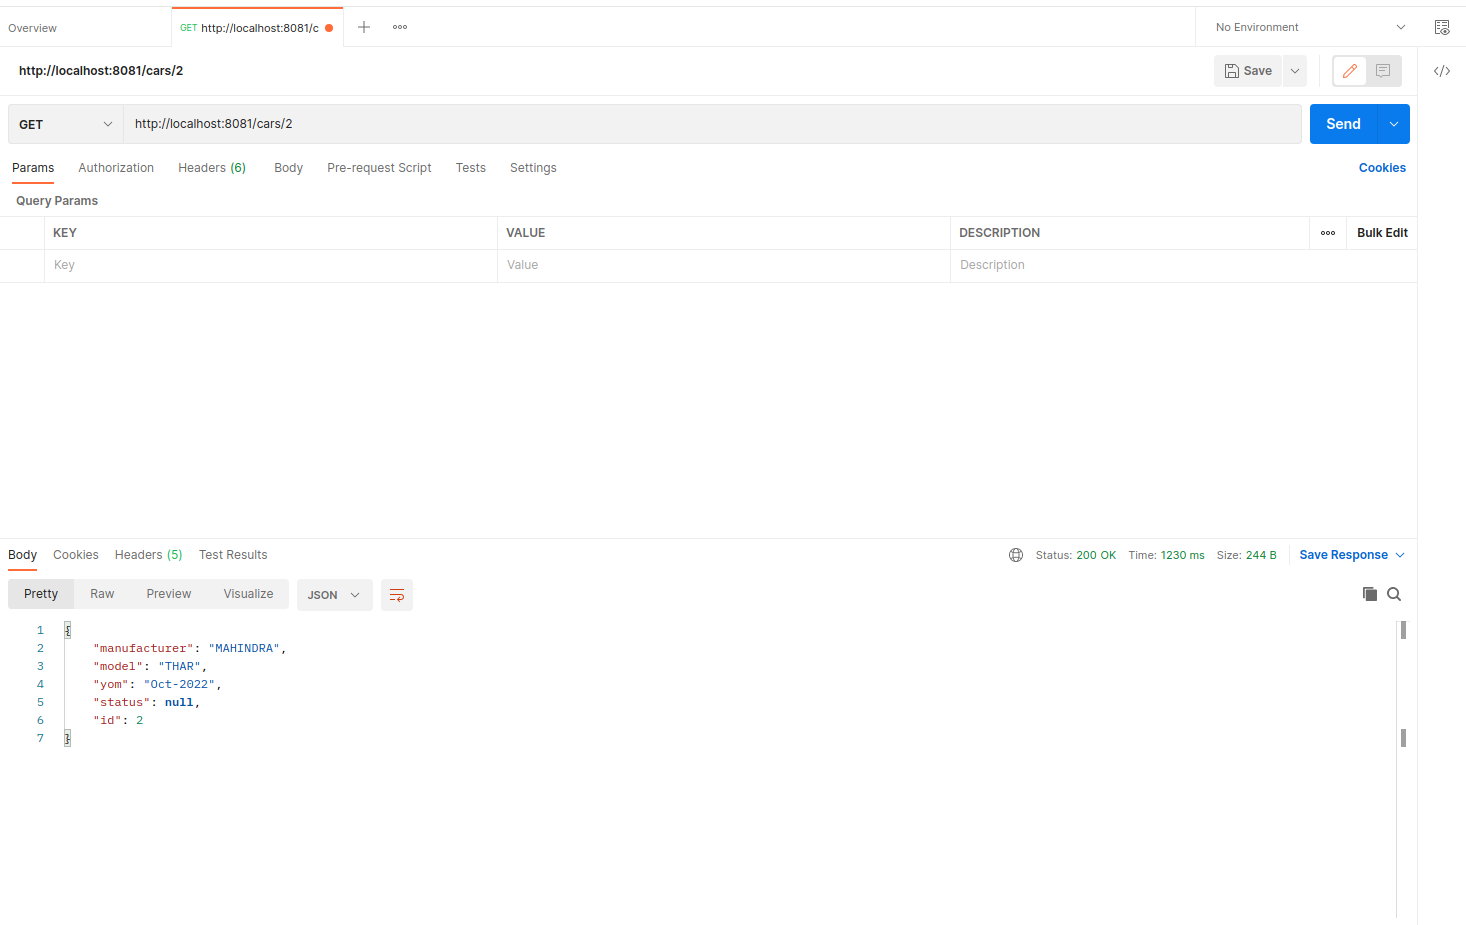 Overview
GET http://localhost:8081/c
No Environment
http://localhost:8081/cars/2
Save
GET
http://localhost:8081/cars/2
Send
Params Authorization Headers (6) Body Pre-request Script Tests Settings Cookies
Query Params
KEY VALUE DESCRIPTION Bulk Edit
Key Value Description
Body Cookies Headers (5) Test Results Status: 200 OK Time: 1230 ms Size: 244 B Save Response
Pretty Raw Preview Visualize JSON
1 {
2 "manufacturer": "MAHINDRA",
3 "model": "THAR",
4 "yom": "Oct-2022",
5 "status": null,
6 "id": 2
7 }